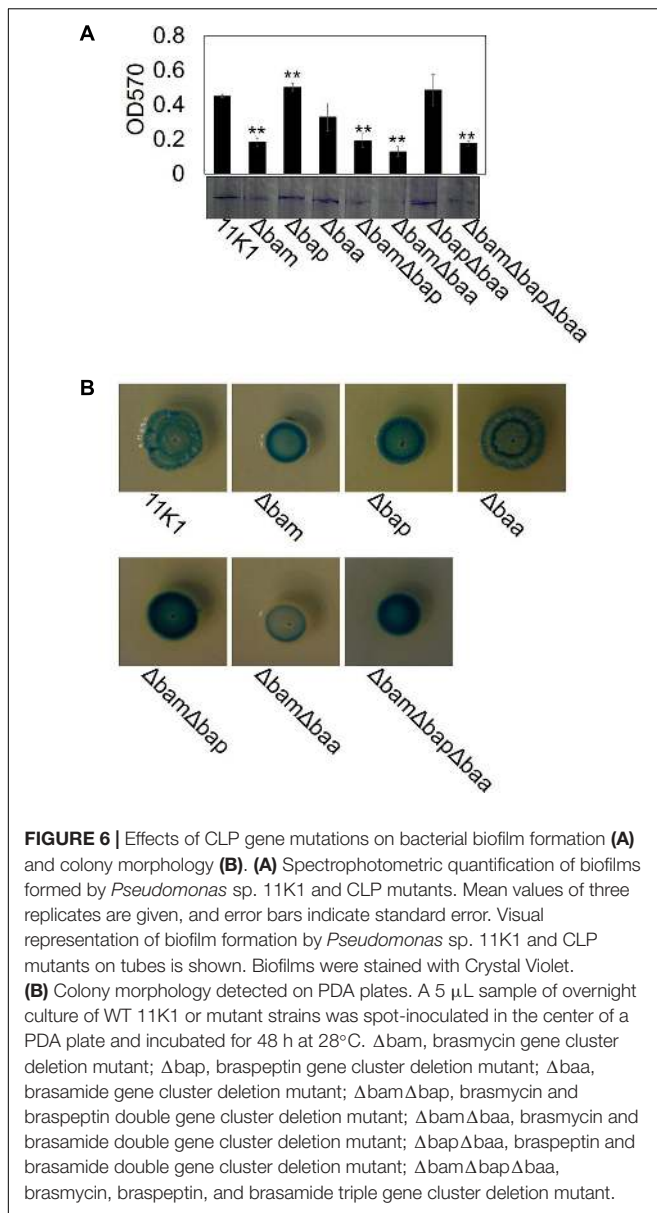 A
0.8
0.6
0.4
0.2
0
OD570
**
**
**
**
**
11K1
Δbam
Δbap
Δbaa
ΔbamΔbap
ΔbamΔbaa
ΔbapΔbaa
ΔbamΔbapΔbaa
B
11K1
Δbam
Δbap
Δbaa
ΔbamΔbap
ΔbamΔbaa
ΔbamΔbapΔbaa
FIGURE 6 | Effects of CLP gene mutations on bacterial biofilm formation (A)
and colony morphology (B). (A) Spectrophotometric quantification of biofilms
formed by Pseudomonas sp. 11K1 and CLP mutants. Mean values of three
replicates are given, and error bars indicate standard error. Visual
representation of biofilm formation by Pseudomonas sp. 11K1 and CLP
mutants on tubes is shown. Biofilms were stained with Crystal Violet.
(B) Colony morphology detected on PDA plates. A 5 μL sample of overnight
culture of WT 11K1 or mutant strains was spot-inoculated in the center of a
PDA plate and incubated for 48 h at 28°C. Δbam, brasmycin gene cluster
deletion mutant; Δbap, braspeptin gene cluster deletion mutant; Δbaa,
brasamide gene cluster deletion mutant; ΔbamΔbap, brasmycin and
braspeptin double gene cluster deletion mutant; ΔbamΔbaa, brasmycin and
brasamide double gene cluster deletion mutant; ΔbapΔbaa, braspeptin and
brasamide double gene cluster deletion mutant; ΔbamΔbapΔbaa,
brasmycin, braspeptin, and brasamide triple gene cluster deletion mutant.